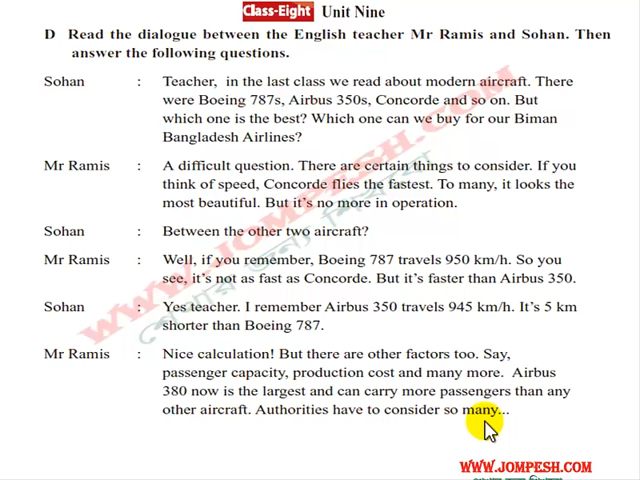 Class-Eight Unit Nine
D Read the dialogue between the English teacher Mr Ramis and Sohan. Then
answer the following questions.
Sohan : Teacher, in the last class we read about modern aircraft. There
were Boeing 787s, Airbus 350s, Concorde and so on. But
which one is the best? Which one can we buy for our Biman
Bangladesh Airlines?
Mr Ramis : A difficult question. There are certain things to consider. If you
think of speed, Concorde flies the fastest. To many, it looks the
most beautiful. But it's no more in operation.
Sohan : Between the other two aircraft?
Mr Ramis : Well, if you remember, Boeing 787 travels 950 km/h. So you
see, it's not as fast as Concorde. But it's faster than Airbus 350.
Sohan : Yes teacher. I remember Airbus 350 travels 945 km/h. It's 5 km
shorter than Boeing 787.
Mr Ramis : Nice calculation! But there are other factors too. Say,
passenger capacity, production cost and many more. Airbus
380 now is the largest and can carry more passengers than any
other aircraft. Authorities have to consider so many...
WWW.JOMPESH.COM
WWW.JOMPESH.COM